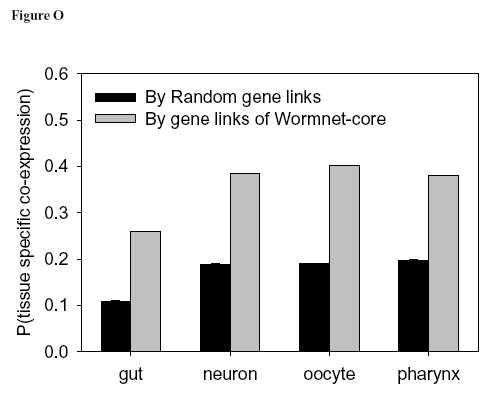 Figure O
0.6
By Random gene links
0.5
By gene links of Wormnet-core
0.4
0.3
0.2
0.1
0.0
P(tissue specific co-expression)
gut neuron oocyte pharynx